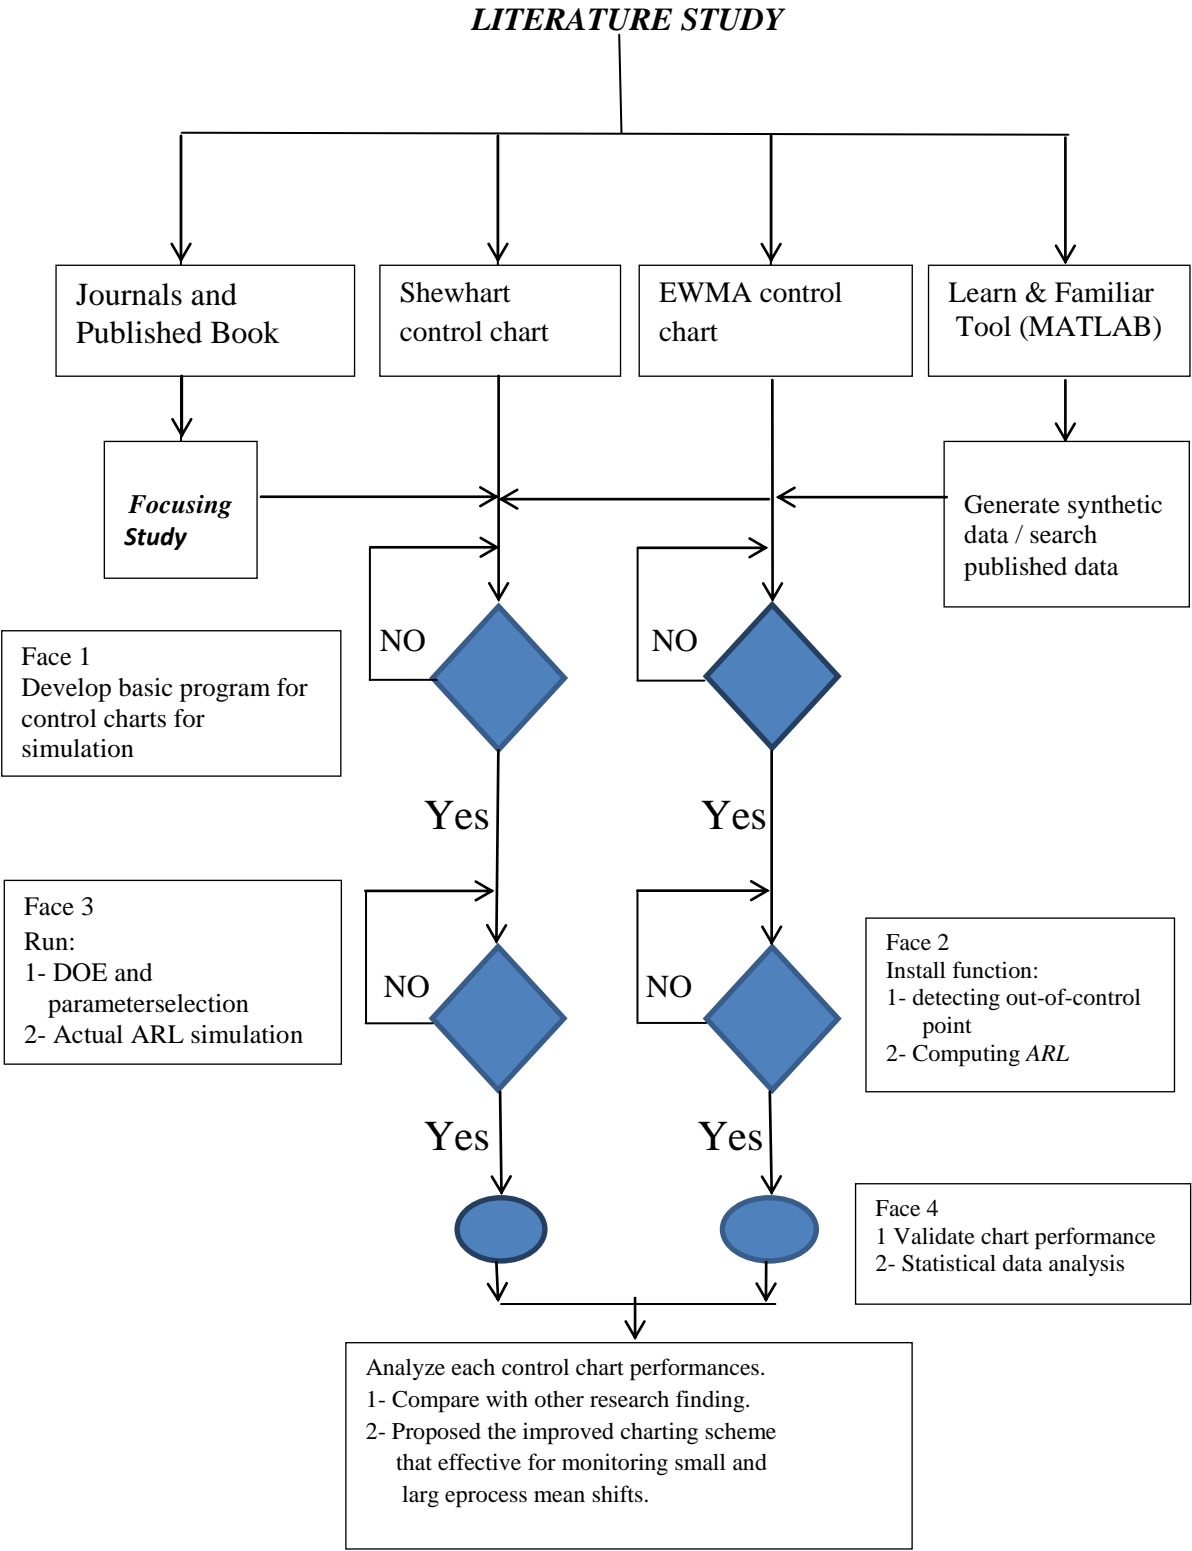 LITERATURE STUDY
Journals and
Published Book
Shewhart
control chart
EWMA control
chart
Learn & Familiar
Tool (MATLAB)
Focusing
Study
Generate synthetic
data / search
published data
NO
NO
Face 1
Develop basic program for
control charts for
simulation
Yes
Yes
Face 3
Run:
1- DOE and
parameterselection
2- Actual ARL simulation
NO
NO
Face 2
Install function:
1- detecting out-of-control
point
2- Computing ARL
Yes
Yes
Face 4
1 Validate chart performance
2- Statistical data analysis
Analyze each control chart performances.
1- Compare with other research finding.
2- Proposed the improved charting scheme
that effective for monitoring small and
larg eprocess mean shifts.